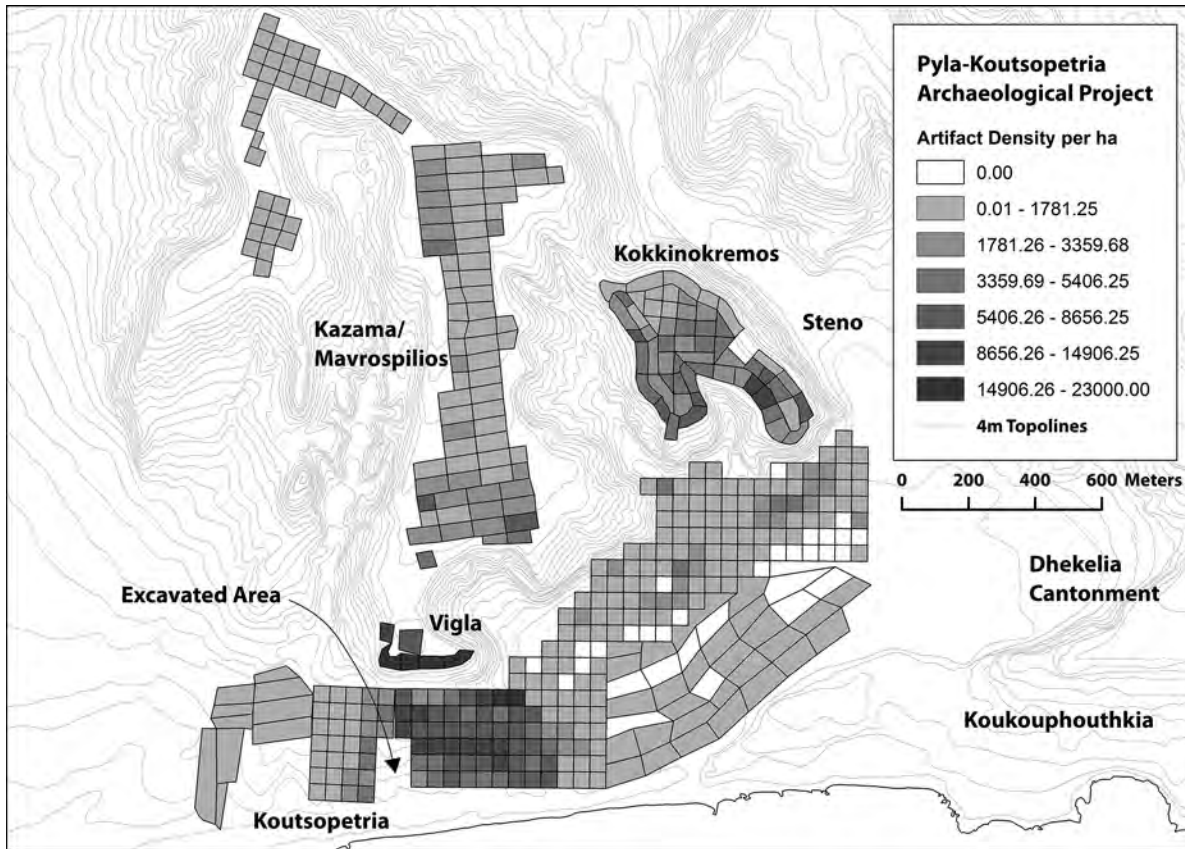 Pyla-Koutsopetria
Archaeological Project
Artifact Density per ha
0.00
0.01 - 1781.25
1781.26 - 3359.68
3359.69 - 5406.25
5406.26 - 8656.25
8656.26 - 14906.25
14906.26 - 23000.00
4m Topolines
0 200 400 600 Meters
Kokkinokremos
Steno
Kazama/
Mavrospilios
Excavated Area
Vigla
Dhekelia
Cantonment
Koukouphouthkia
Koutsopetria